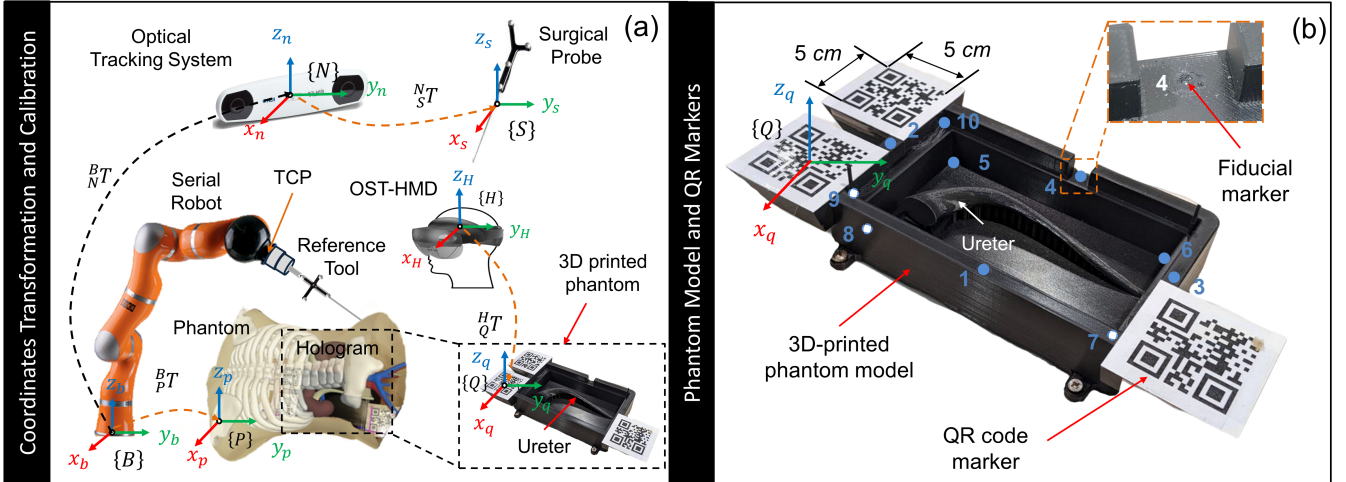 Coordinates Transformation and Calibration
(a)
Optical
Tracking System
z_n
{N}
y_n
x_n
^N_S T
z_s
Surgical
Probe
y_s
x_s
{S}
^B_N T
Serial
Robot
TCP
Reference
Tool
OST-HMD
z_H
{H}
y_H
x_H
3D printed
phantom
^H_Q T
Phantom
Hologram
^B_P T
z_b
y_b
x_b
{B}
z_p
{P}
y_p
x_p
z_q
{Q}
y_q
x_q
Ureter
Phantom Model and QR Markers
(b)
5 cm
5 cm
z_q
{Q}
y_q
x_q
2
10
5
4
4
Fiducial
marker
9
8
Ureter
1
6
3
7
3D-printed
phantom model
QR code
marker